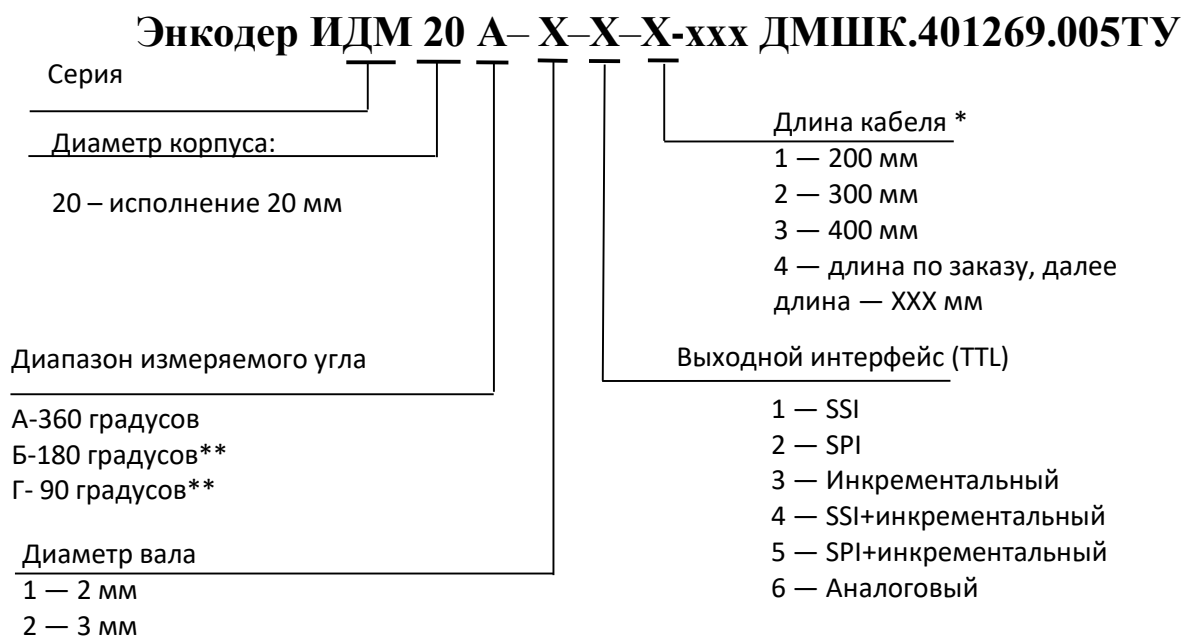 Энкодер ИДМ 20 А– Х–Х–Х-xxx ДМШК.401269.005ТУ
Серия
Диаметр корпуса:
20 – исполнение 20 мм
Длина кабеля *
1 — 200 мм
2 — 300 мм
3 — 400 мм
4 — длина по заказу, далее
длина — XXX мм
Диапазон измеряемого угла
А-360 градусов
Б-180 градусов**
Г- 90 градусов**
Выходной интерфейс (TTL)
1 — SSI
2 — SPI
3 — Инкрементальный
4 — SSI+инкрементальный
5 — SPI+инкрементальный
6 — Аналоговый
Диаметр вала
1 — 2 мм
2 — 3 мм